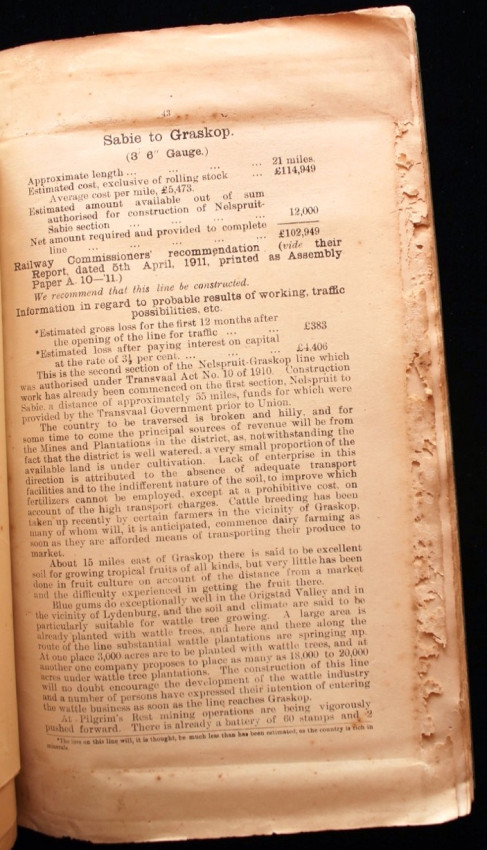 43
Sabie to Graskop.
(3' 6" Gauge.)
Approximate length ... ... ... ... 21 miles.
Estimated cost, exclusive of rolling stock ... £114,949
Average cost per mile, £5,473.
Estimated amount available out of sum
authorised for construction of Nelspruit-
Sabie section ... ... ... ... 12,000
Net amount required and provided to complete
line ... ... ... ... ... £102,949
Railway Commissioners' recommendation (vide their
Report, dated 5th April, 1911, printed as Assembly
Paper A. 10—'11.)
We recommend that this line be constructed.
Information in regard to probable results of working, traffic
possibilities, etc.
*Estimated gross loss for the first 12 months after
the opening of the line for traffic ... ... £383
*Estimated loss after paying interest on capital
at the rate of 3½ per cent. ... ... ... £4,406
This is the second section of the Nelspruit-Graskop line which
was authorised under Transvaal Act No. 10 of 1910. Construction
work has already been commenced on the first section, Nelspruit to
Sabie, a distance of approximately 55 miles, funds for which were
provided by the Transvaal Government prior to Union.
The country to be traversed is broken and hilly, and for
some time to come the principal sources of revenue will be from
the Mines and Plantations in the district, as, notwithstanding the
fact that the district is well watered, a very small proportion of the
available land is under cultivation. Lack of enterprise in this
direction is attributed to the absence of adequate transport
facilities and to the indifferent nature of the soil, to improve which
fertilizers cannot be employed, except at a prohibitive cost, on
account of the high transport charges. Cattle breeding has been
taken up recently by certain farmers in the vicinity of Graskop,
many of whom will, it is anticipated, commence dairy farming as
soon as they are afforded means of transporting their produce to
market.
About 15 miles east of Graskop there is said to be excellent
soil for growing tropical fruits of all kinds, but very little has been
done in fruit culture on account of the distance from a market
and the difficulty experienced in getting the fruit there.
Blue gums do exceptionally well in the Origstad Valley and in
the vicinity of Lydenburg, and the soil and climate are said to be
particularly suitable for wattle tree growing. A large area is
already planted with wattle trees, and here and there along the
route of the line substantial wattle plantations are springing up.
At one place 3,000 acres are to be planted with wattle trees, and at
another one company proposes to place as many as 18,000 to 20,000
acres under wattle tree plantations. The construction of this line
will no doubt encourage the development of the wattle industry
and a number of persons have expressed their intention of entering
the wattle business as soon as the line reaches Graskop.
At Pilgrim's Rest mining operations are being vigorously
pushed forward. There is already a battery of 60 stamps and 2
*The loss on this line will, it is thought, be much less than has been estimated, as the country is rich in
minerals.